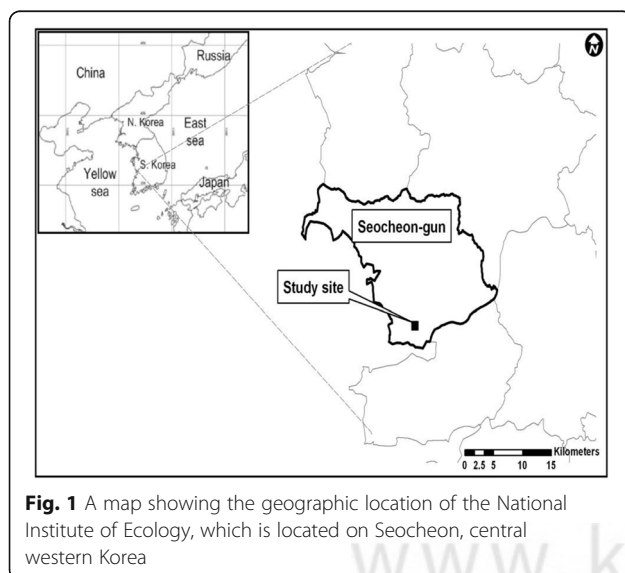 China
Russia
N. Korea
East
sea
S. Korea
Yellow
sea
Japan
N
Seocheon-gun
Study site
Kilometers
0 2.5 5 10 15
Fig. 1 A map showing the geographic location of the National
Institute of Ecology, which is located on Seocheon, central
western Korea
www.k